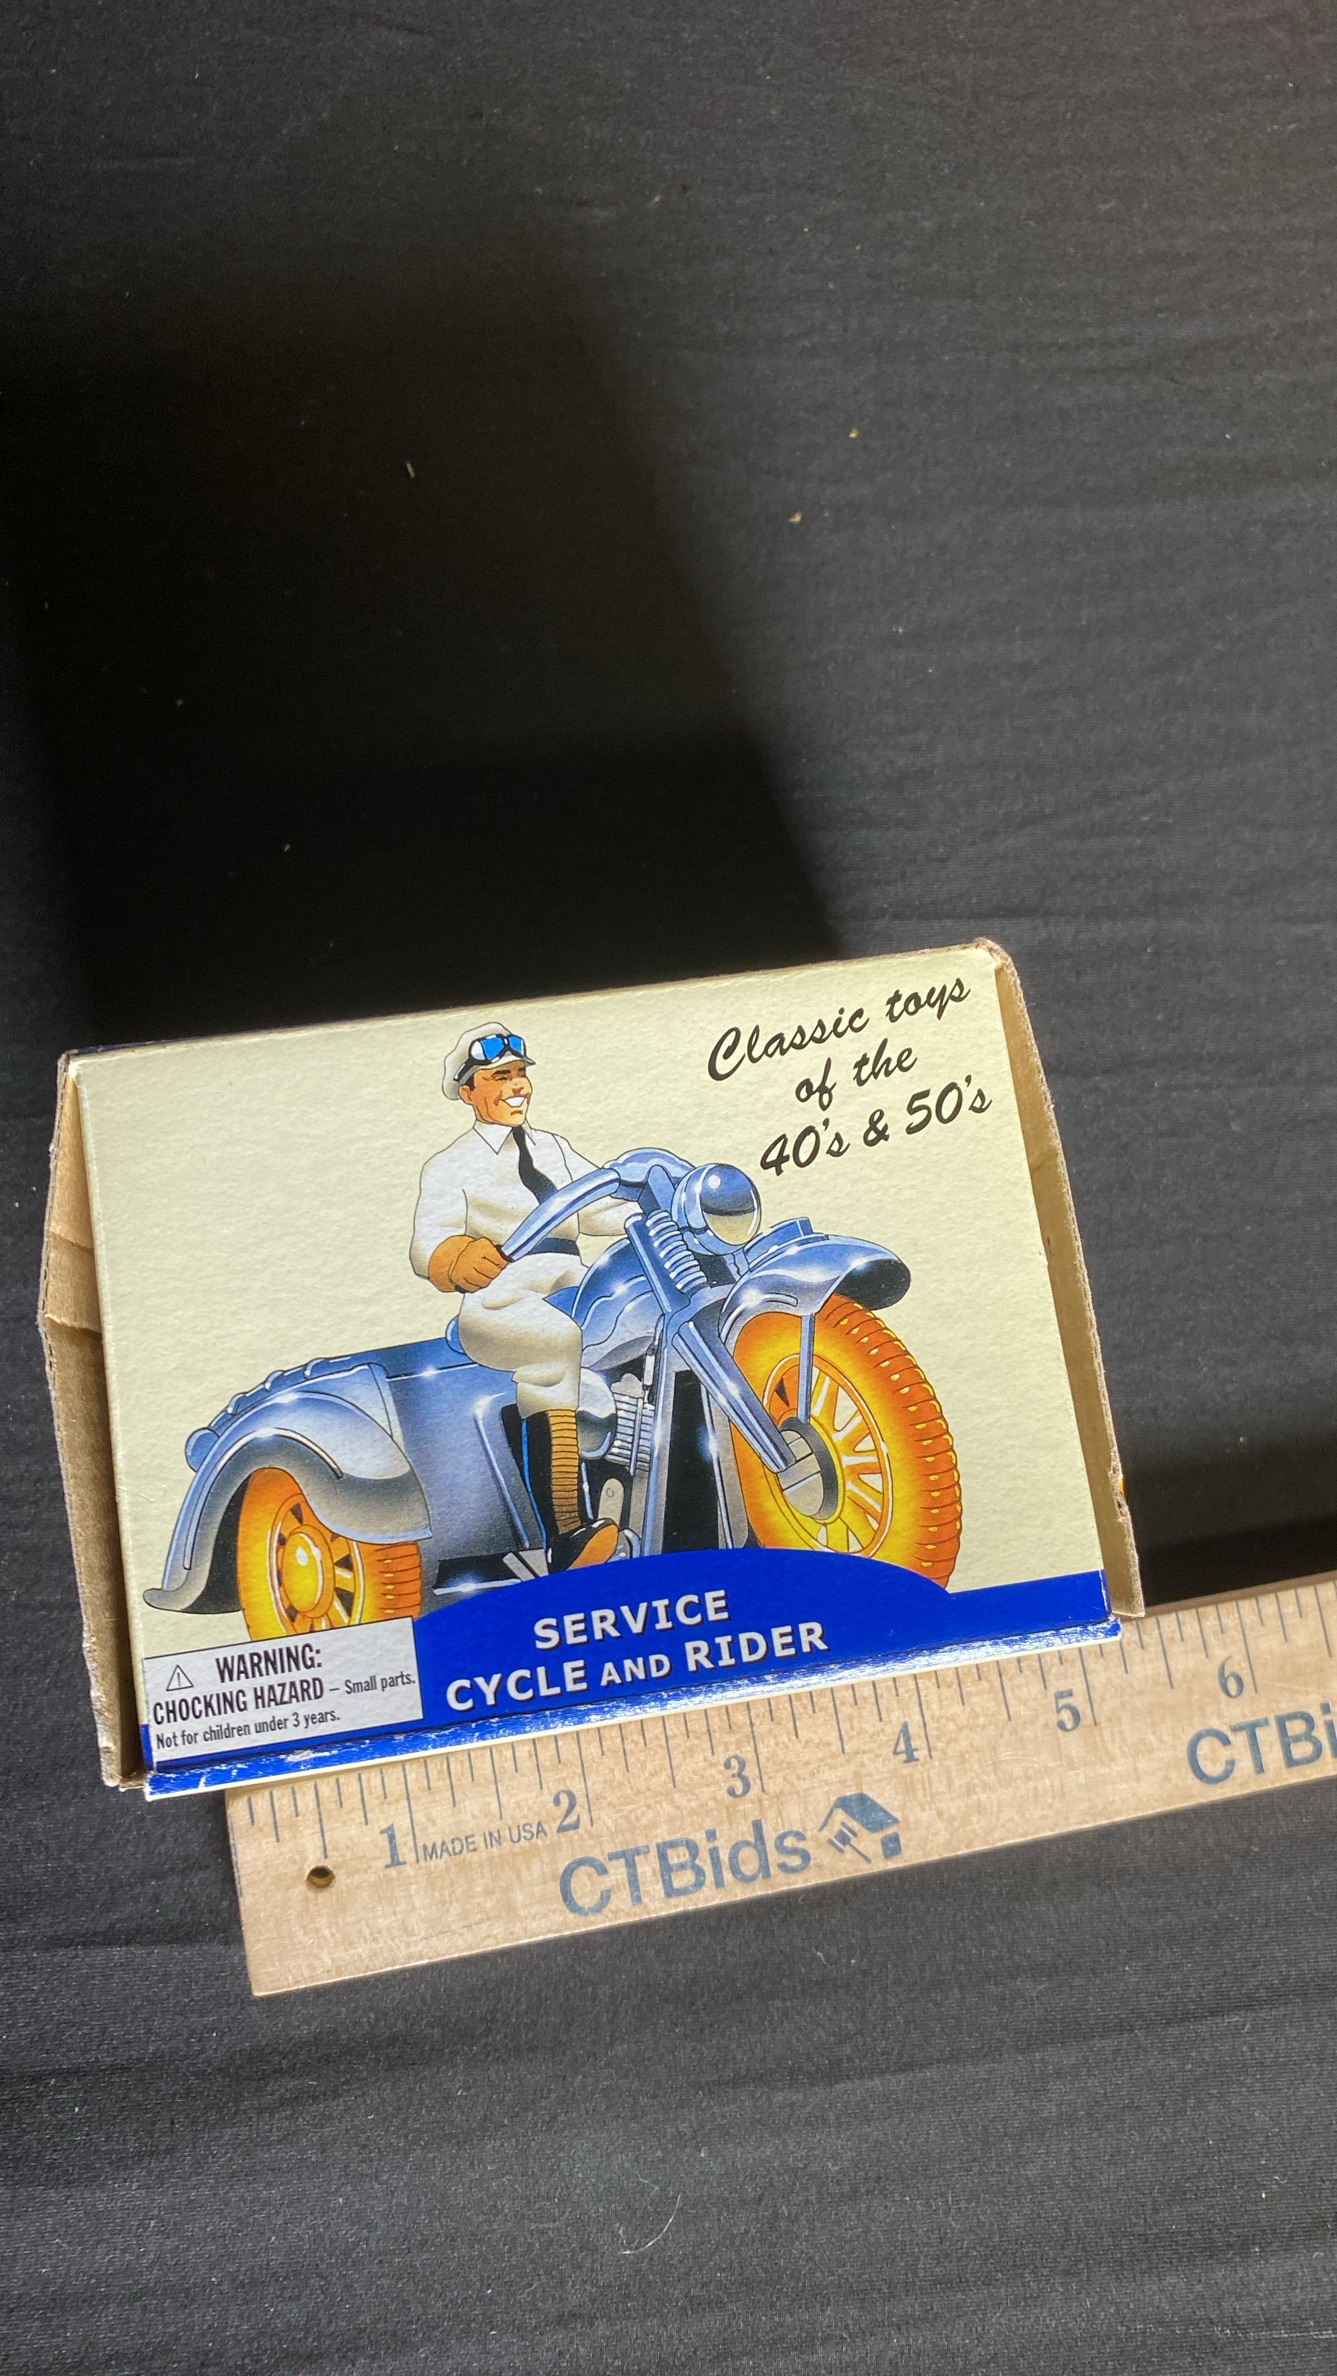 Classic toys
of the
40's & 50's
SERVICE
CYCLE AND RIDER
WARNING:
CHOCKING HAZARD – Small parts.
Not for children under 3 years.
1 MADE IN USA 2 3 4 5 6
CTBids CTBi